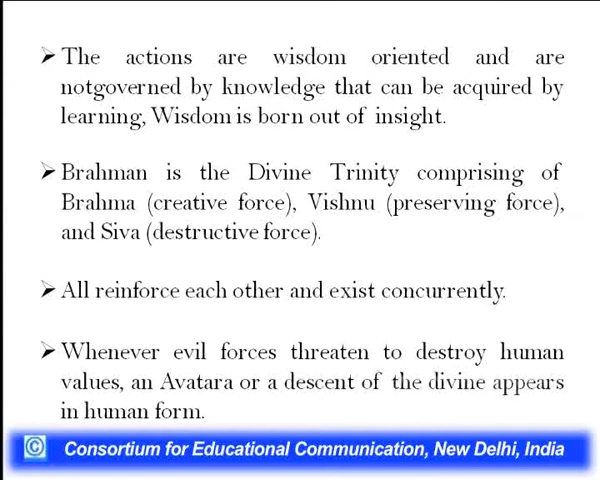 The actions are wisdom oriented and are
notgoverned by knowledge that can be acquired by
learning, Wisdom is born out of insight.
Brahman is the Divine Trinity comprising of
Brahma (creative force), Vishnu (preserving force),
and Siva (destructive force).
All reinforce each other and exist concurrently.
Whenever evil forces threaten to destroy human
values, an Avatara or a descent of the divine appears
in human form.
© Consortium for Educational Communication, New Delhi, India